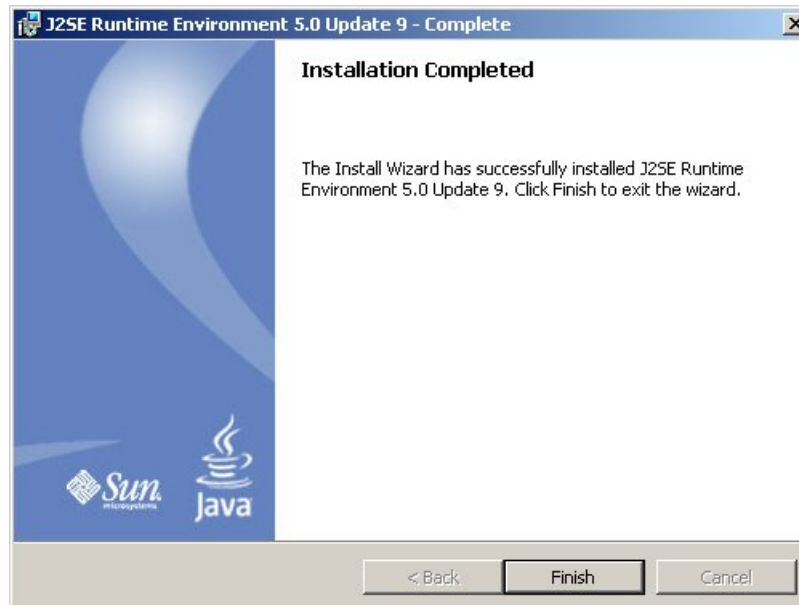 J2SE Runtime Environment 5.0 Update 9 - Complete
Installation Completed
The Install Wizard has successfully installed J2SE Runtime
Environment 5.0 Update 9. Click Finish to exit the wizard.
Sun
microsystems
Java
< Back
Finish
Cancel